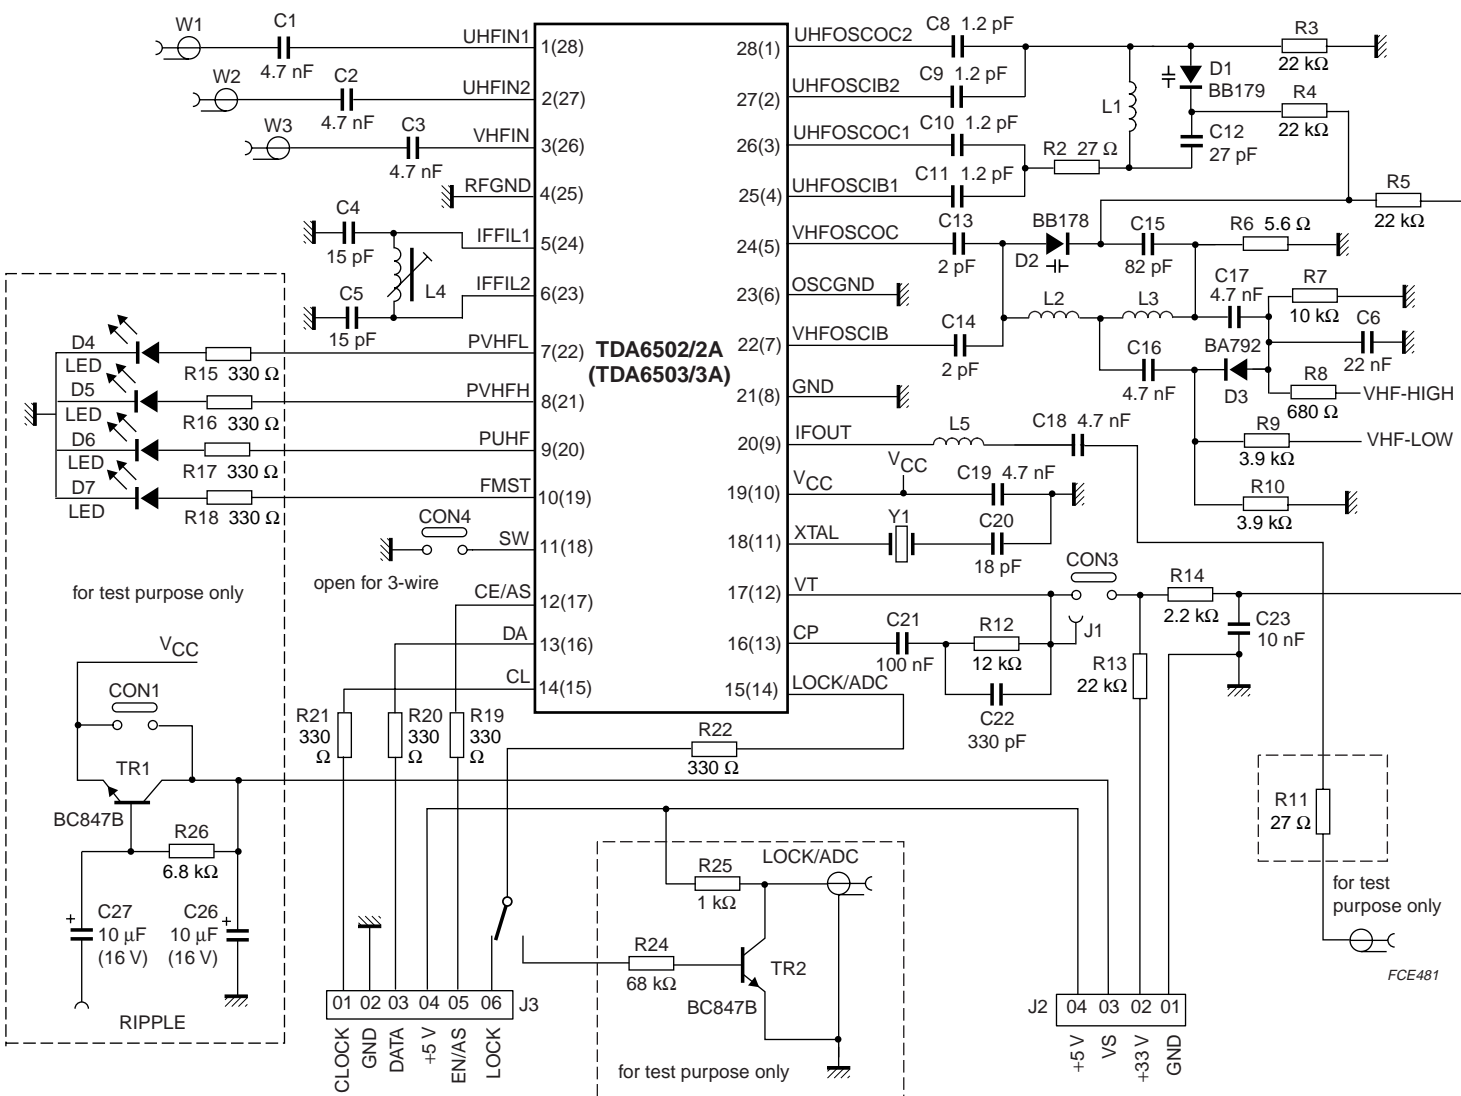 W1
C1
4.7 nF
UHFIN1
1(28)
W2
C2
4.7 nF
UHFIN2
2(27)
W3
C3
4.7 nF
VHFIN
3(26)
RFGND
4(25)
C4
15 pF
IFFIL1
5(24)
L4
C5
15 pF
IFFIL2
6(23)
D4
LED
R15 330 Ω
PVHFL
7(22)
D5
LED
R16 330 Ω
PVHFH
8(21)
D6
LED
R17 330 Ω
PUHF
9(20)
D7
LED
R18 330 Ω
FMST
10(19)
CON4
SW
11(18)
open for 3-wire
for test purpose only
CE/AS
12(17)
DA
13(16)
CL
14(15)
TDA6502/2A
(TDA6503/3A)
28(1)
UHFOSCOC2
C8 1.2 pF
27(2)
UHFOSCIB2
C9 1.2 pF
26(3)
UHFOSCOC1
C10 1.2 pF
25(4)
UHFOSCIB1
C11 1.2 pF
R2 27 Ω
L1
D1
BB179
C12
27 pF
R3
22 kΩ
R4
22 kΩ
R5
22 kΩ
24(5)
VHFOSCOC
C13
2 pF
BB178
D2
C15
82 pF
R6 5.6 Ω
23(6)
OSCGND
L2
L3
C17
4.7 nF
R7
10 kΩ
22(7)
VHFOSCIB
C14
2 pF
C16
4.7 nF
BA792
D3
C6
22 nF
R8
680 Ω
VHF-HIGH
21(8)
GND
R9
3.9 kΩ
VHF-LOW
R10
3.9 kΩ
20(9)
IFOUT
L5
C18 4.7 nF
19(10)
VCC
VCC
C19 4.7 nF
18(11)
XTAL
Y1
C20
18 pF
17(12)
VT
CON3
J1
R14
2.2 kΩ
C23
10 nF
16(13)
CP
C21
100 nF
R12
12 kΩ
C22
330 pF
R13
22 kΩ
15(14)
LOCK/ADC
R22
330 Ω
VCC
CON1
TR1
BC847B
R26
6.8 kΩ
C27
10 µF
(16 V)
+
C26
10 µF
(16 V)
+
RIPPLE
R21
330
Ω
R20
330
Ω
R19
330
Ω
01 02 03 04 05 06
J3
CLOCK
GND
DATA
+5 V
EN/AS
LOCK
R25
1 kΩ
LOCK/ADC
R24
68 kΩ
TR2
BC847B
for test purpose only
J2
04 03 02 01
+5 V
VS
+33 V
GND
R11
27 Ω
for test
purpose only
FCE481